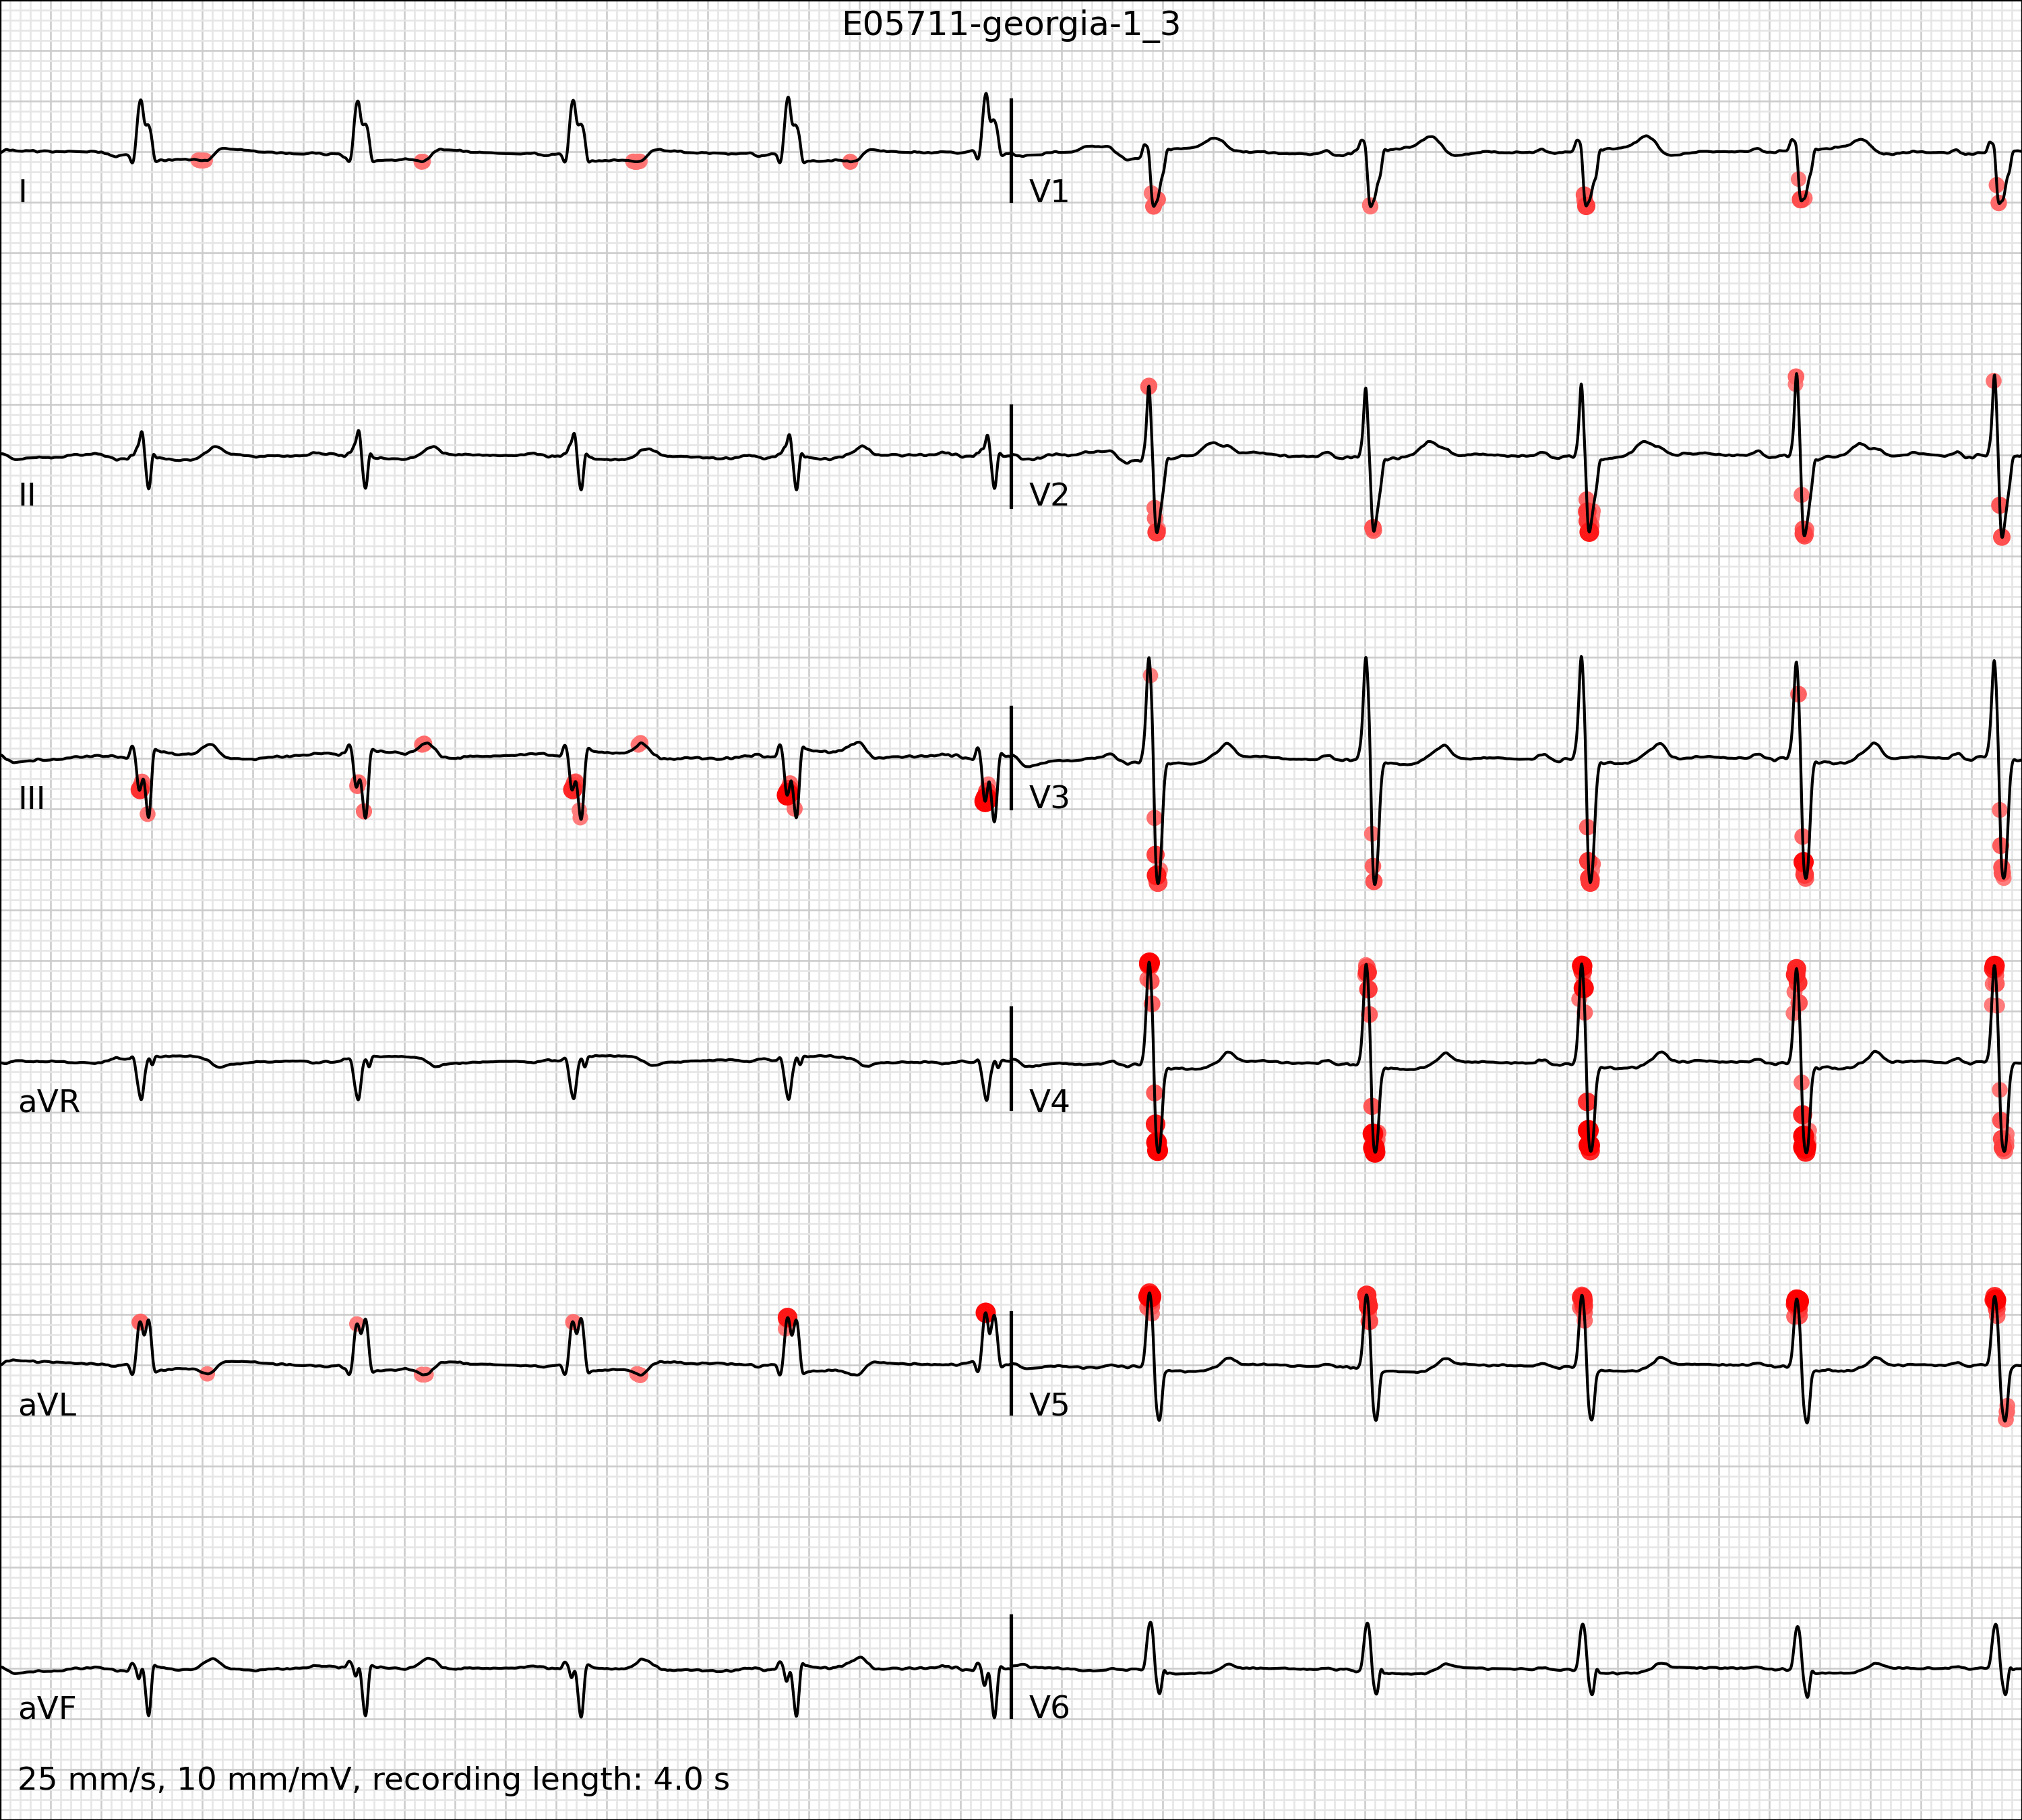 E05711-georgia-1_3
I
V1
II
V2
III
V3
aVR
V4
aVL
V5
aVF
V6
25 mm/s, 10 mm/mV, recording length: 4.0 s